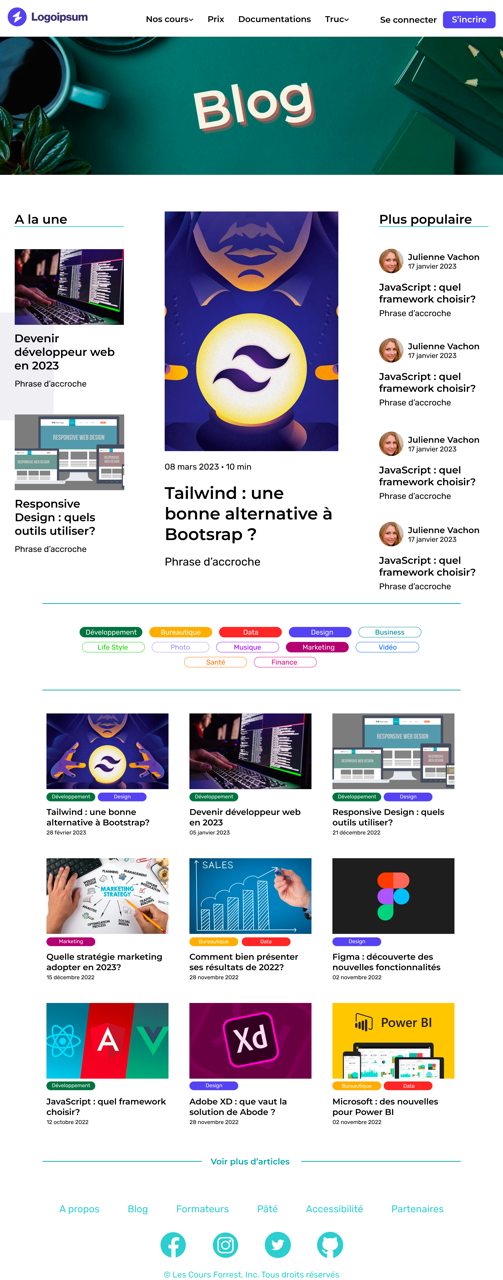 Logoipsum
Nos cours
Prix
Documentations
Truc
Se connecter
S'incrire
Blog
A la une
Devenir
développeur web
en 2023
Phrase d'accroche
RESPONSIVE WEB DESIGN
Responsive
Design : quels
outils utiliser?
Phrase d'accroche
08 mars 2023 • 10 min
Tailwind : une
bonne alternative à
Bootsrap ?
Phrase d'accroche
Plus populaire
Julienne Vachon
17 janvier 2023
JavaScript : quel
framework choisir?
Phrase d'accroche
Julienne Vachon
17 janvier 2023
JavaScript : quel
framework choisir?
Phrase d'accroche
Julienne Vachon
17 janvier 2023
JavaScript : quel
framework choisir?
Phrase d'accroche
Julienne Vachon
17 janvier 2023
JavaScript : quel
framework choisir?
Phrase d'accroche
Développement
Bureautique
Data
Design
Business
Life Style
Photo
Musique
Marketing
Vidéo
Santé
Finance
Développement
Design
Tailwind : une bonne
alternative à Bootstrap?
28 février 2023
Développement
Devenir développeur web
en 2023
05 janvier 2023
RESPONSIVE WEB DESIGN
Développement
Design
Responsive Design : quels
outils utiliser?
21 décembre 2022
MARKETING
STRATEGY
PLANNING
Marketing
Quelle stratégie marketing
adopter en 2023?
15 décembre 2022
SALES
Bureautique
Data
Comment bien présenter
ses résultats de 2022?
28 novembre 2022
Design
Figma : découverte des
nouvelles fonctionnalités
02 novembre 2022
A
Développement
JavaScript : quel framework
choisir?
12 octobre 2022
Xd
Design
Adobe XD : que vaut la
solution de Abode ?
28 novembre 2022
Power BI
Bureautique
Data
Microsoft : des nouvelles
pour Power BI
02 novembre 2022
Voir plus d'articles
A propos
Blog
Formateurs
Pâté
Accessibilité
Partenaires
© Les Cours Forrest, Inc. Tous droits réservés